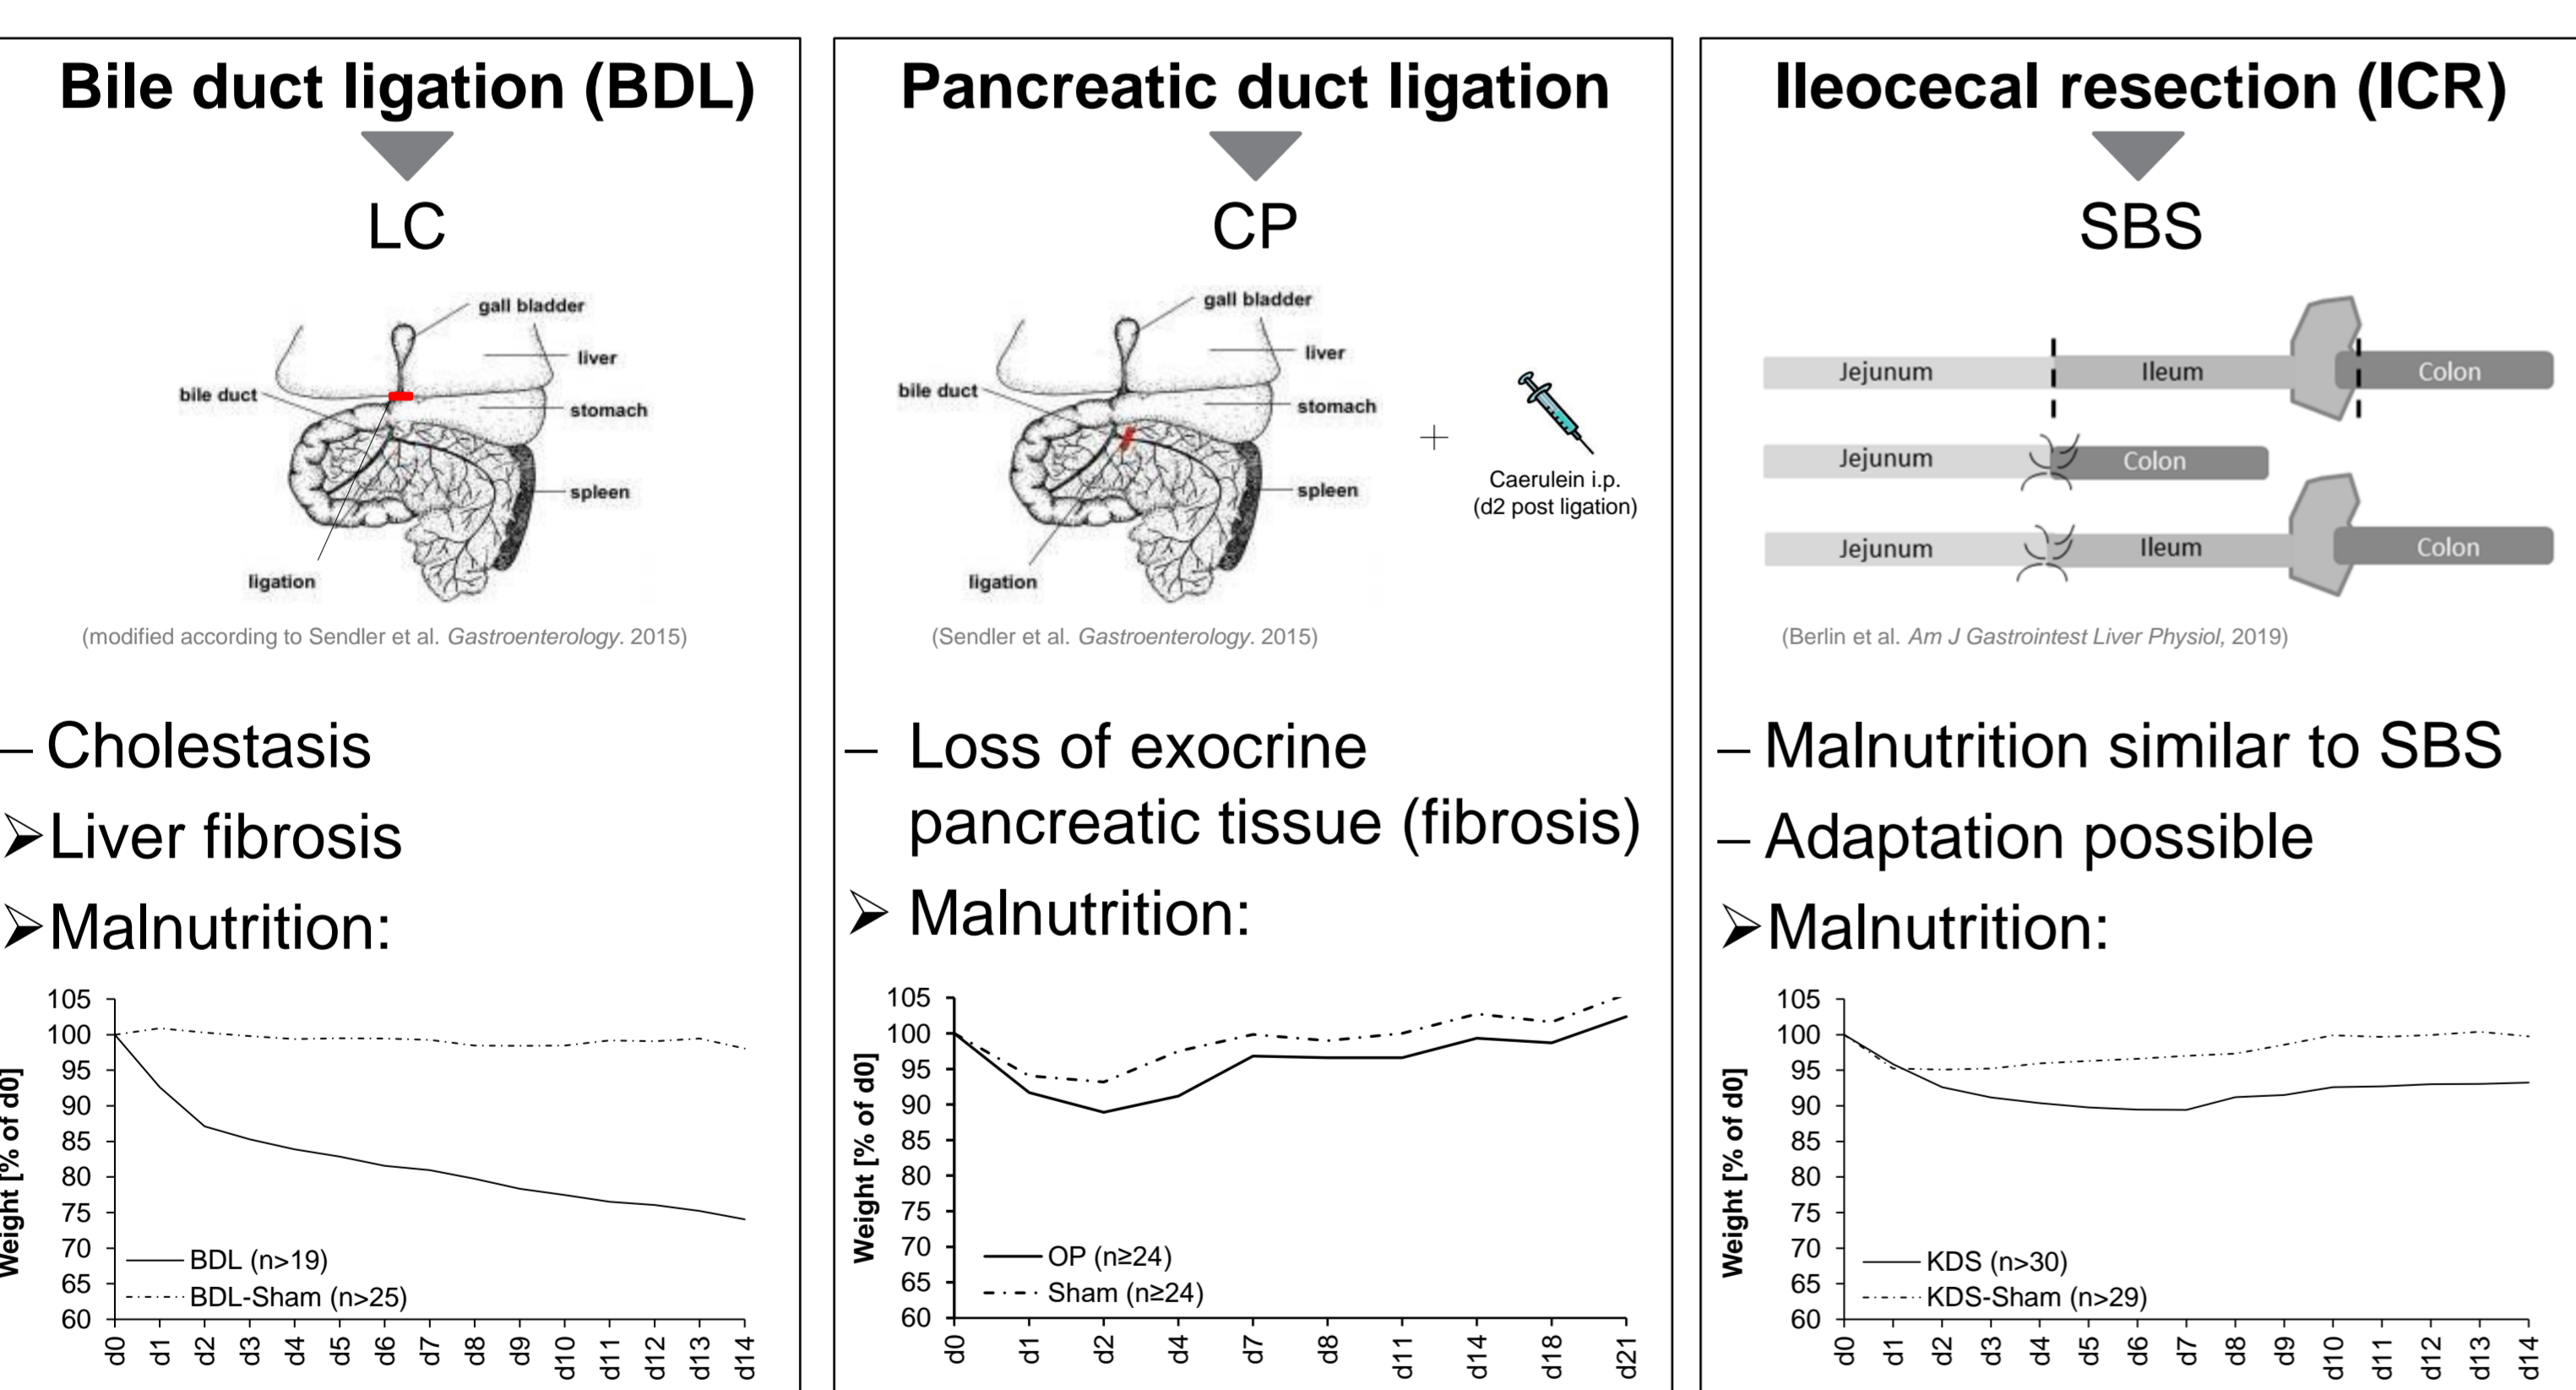 Bile duct ligation (BDL)
LC
gall bladder
liver
bile duct
stomach
spleen
ligation
(modified according to Sendler et al. Gastroenterology. 2015)
– Cholestasis
➢Liver fibrosis
➢Malnutrition:
Weight [% of d0]
105
100
95
90
85
80
75
70
65
60
BDL (n>19)
BDL-Sham (n>25)
d0 d1 d2 d3 d4 d5 d6 d7 d8 d9 d10 d11 d12 d13 d14
Pancreatic duct ligation
CP
gall bladder
liver
bile duct
stomach
spleen
ligation
+
Caerulein i.p.
(d2 post ligation)
(Sendler et al. Gastroenterology. 2015)
– Loss of exocrine
pancreatic tissue (fibrosis)
➢ Malnutrition:
Weight [% of d0]
105
100
95
90
85
80
75
70
65
60
OP (n≥24)
Sham (n≥24)
d0 d1 d2 d4 d7 d8 d11 d14 d18 d21
Ileocecal resection (ICR)
SBS
Jejunum Ileum Colon
Jejunum Colon
Jejunum Ileum Colon
(Berlin et al. Am J Gastrointest Liver Physiol, 2019)
– Malnutrition similar to SBS
– Adaptation possible
➢Malnutrition:
Weight [% of d0]
105
100
95
90
85
80
75
70
65
60
KDS (n>30)
KDS-Sham (n>29)
d0 d1 d2 d3 d4 d5 d6 d7 d8 d9 d10 d11 d12 d13 d14